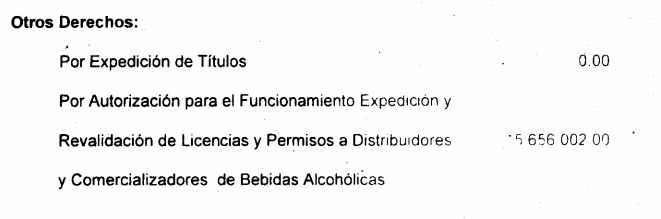 Otros Derechos:
Por Expedición de Títulos 0.00
Por Autorización para el Funcionamiento Expedición y
Revalidación de Licencias y Permisos a Distribuidores 5 656 002 00
y Comercializadores de Bebidas Alcohólicas